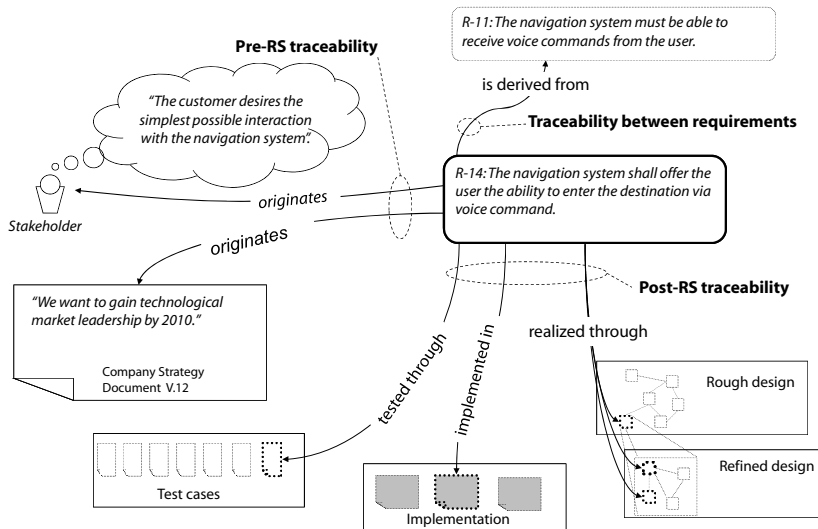 R-11: The navigation system must be able to
receive voice commands from the user.
Pre-RS traceability
is derived from
"The customer desires the
simplest possible interaction
with the navigation system".
Traceability between requirements
R-14: The navigation system shall offer the
user the ability to enter the destination via
voice command.
originates
Stakeholder
originates
Post-RS traceability
"We want to gain technological
market leadership by 2010."
Company Strategy
Document V.12
tested through
implemented in
realized through
Rough design
Refined design
Test cases
Implementation